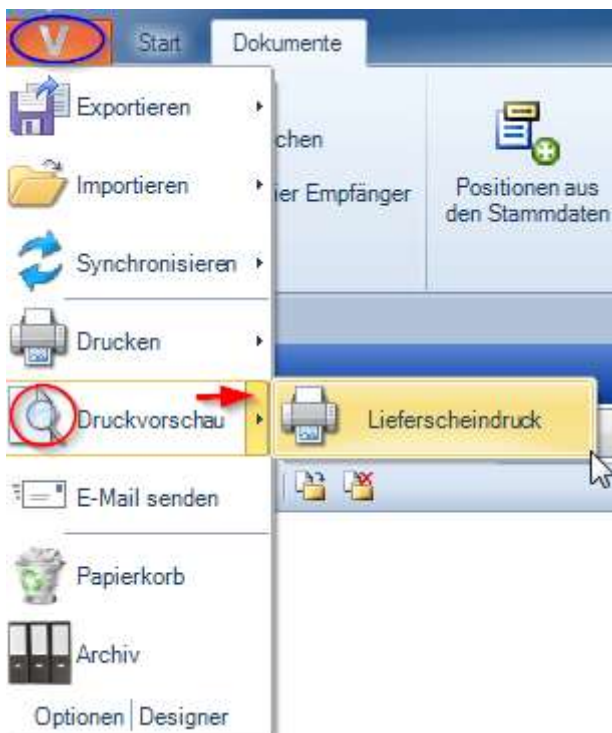 V
Start
Dokumente
Exportieren
chen
Importieren
ier Empfänger
Positionen aus
den Stammdaten
Synchronisieren
Drucken
Druckvorschau
Lieferscheindruck
E-Mail senden
Papierkorb
Archiv
Optionen
Designer